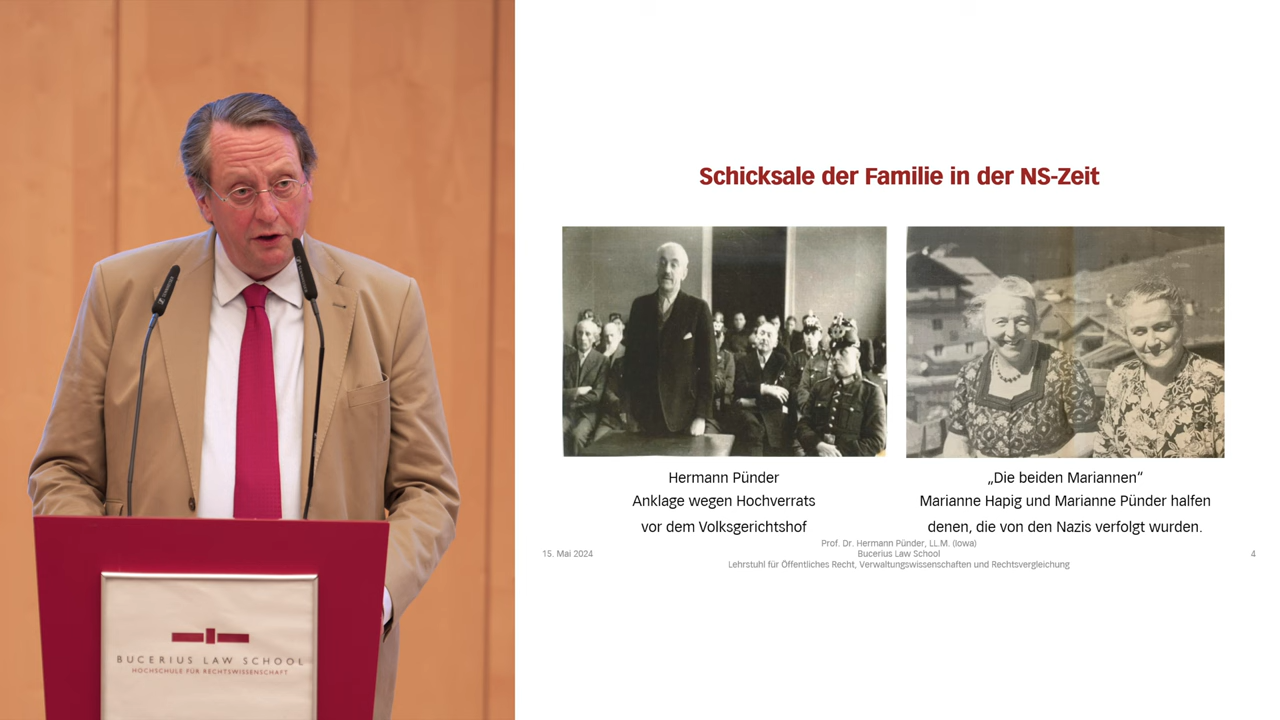 Schicksale der Familie in der NS-Zeit
Hermann Pünder
Anklage wegen Hochverrats
vor dem Volksgerichtshof
„Die beiden Mariannen“
Marianne Hapig und Marianne Pünder halfen
denen, die von den Nazis verfolgt wurden.
15. Mai 2024
Prof. Dr. Hermann Pünder, LL.M. (Iowa)
Bucerius Law School
Lehrstuhl für Öffentliches Recht, Verwaltungswissenschaften und Rechtsvergleichung
4
BUCERIUS LAW SCHOOL
HOCHSCHULE FÜR RECHTSWISSENSCHAFT